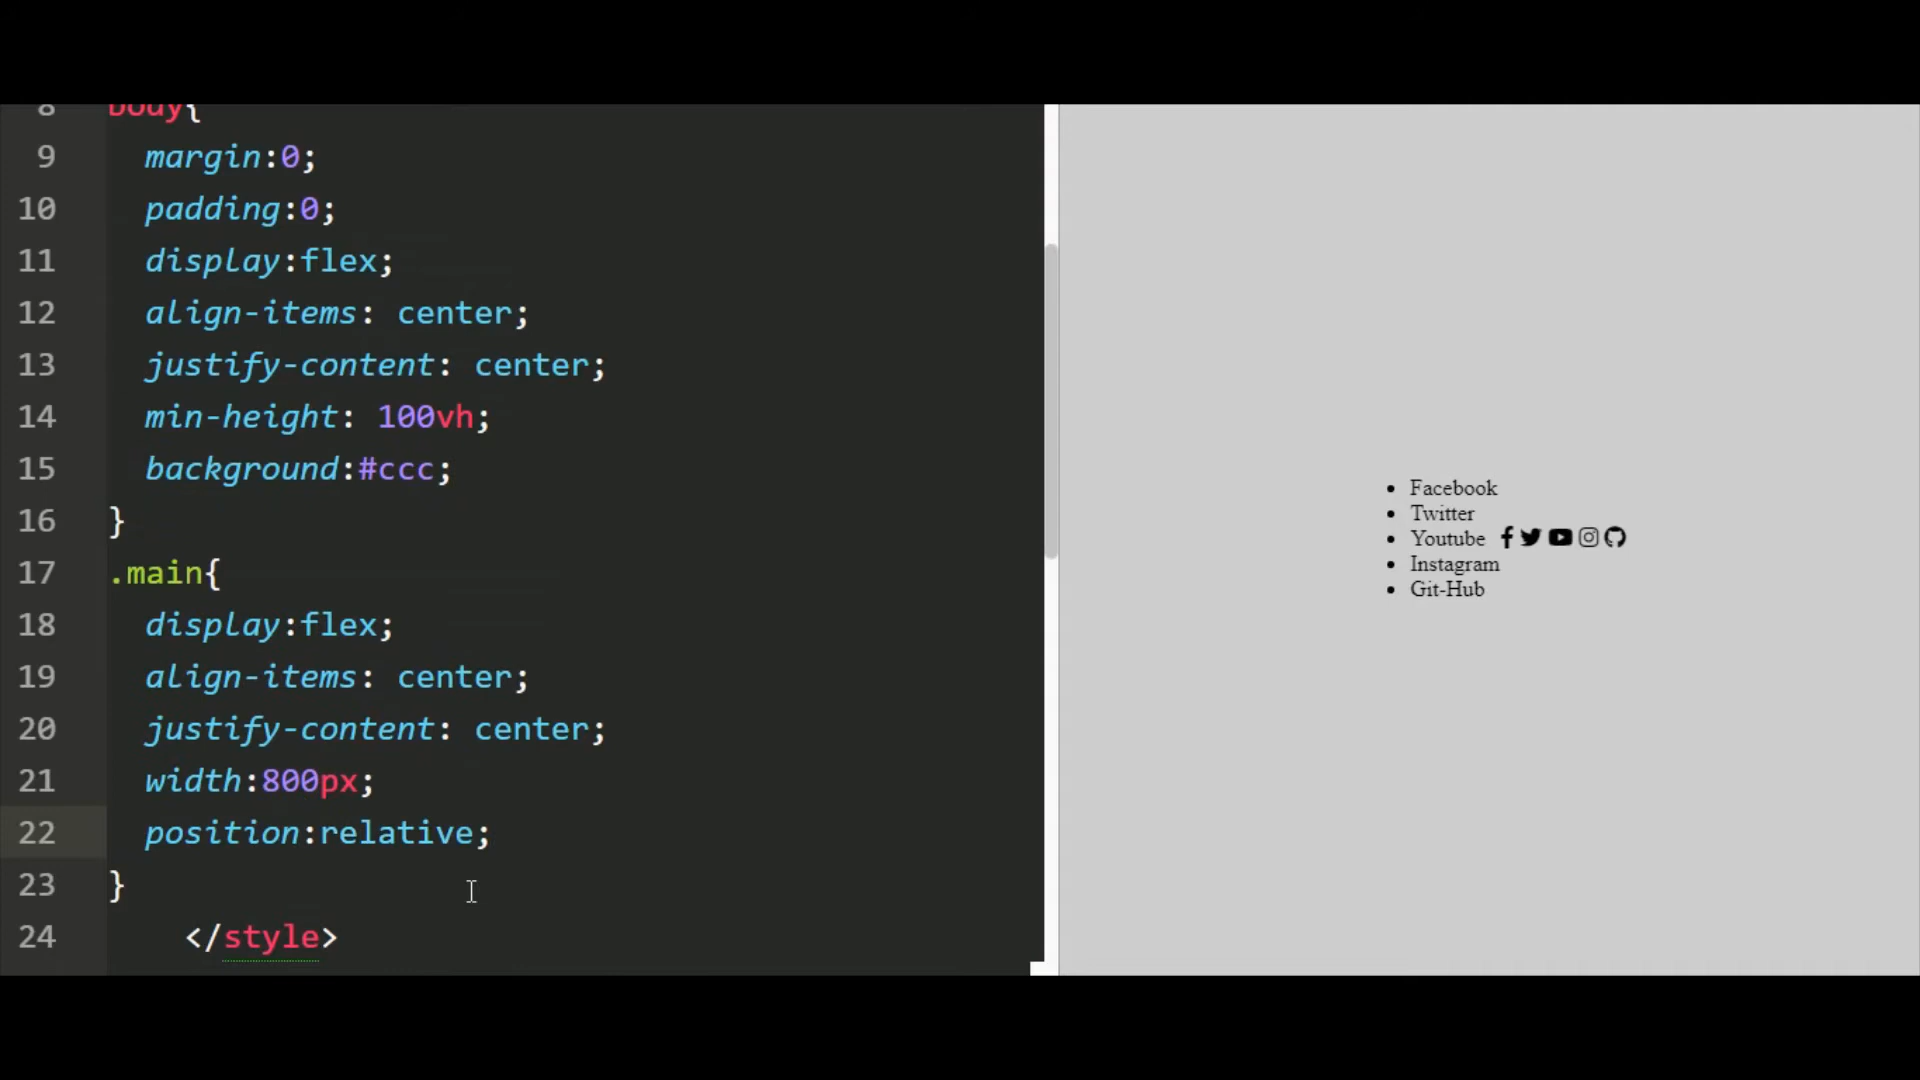 8 body{
9 margin:0;
10 padding:0;
11 display:flex;
12 align-items: center;
13 justify-content: center;
14 min-height: 100vh;
15 background:#ccc;
16 }
17 .main{
18 display:flex;
19 align-items: center;
20 justify-content: center;
21 width:800px;
22 position:relative;
23 }
24 </style>
• Facebook
• Twitter
• Youtube
• Instagram
• Git-Hub